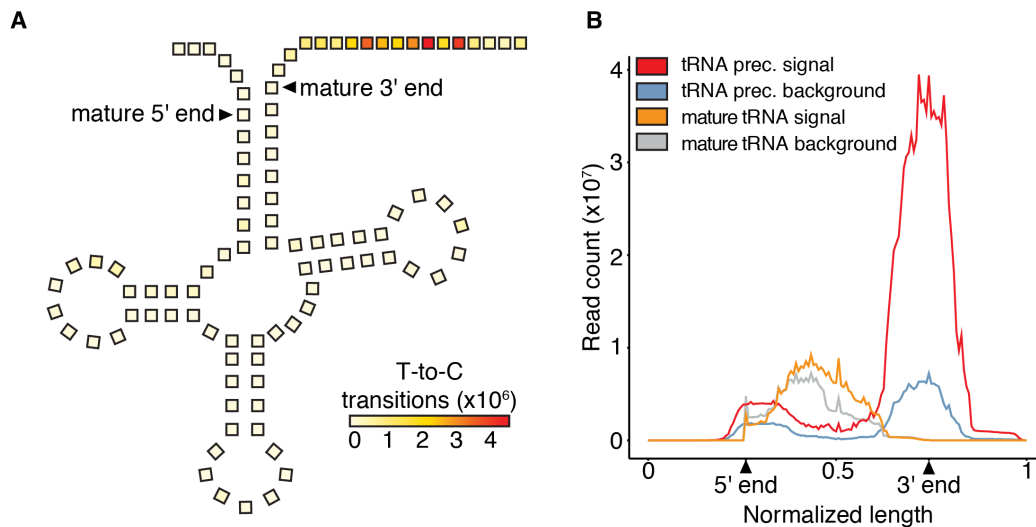 A
mature 5' end
mature 3' end
T-to-C
transitions (x10⁶)
0 1 2 3 4
B
tRNA prec. signal
tRNA prec. background
mature tRNA signal
mature tRNA background
Read count (x10⁷)
4
3
2
1
0
0 0.5 1
5' end 3' end
Normalized length